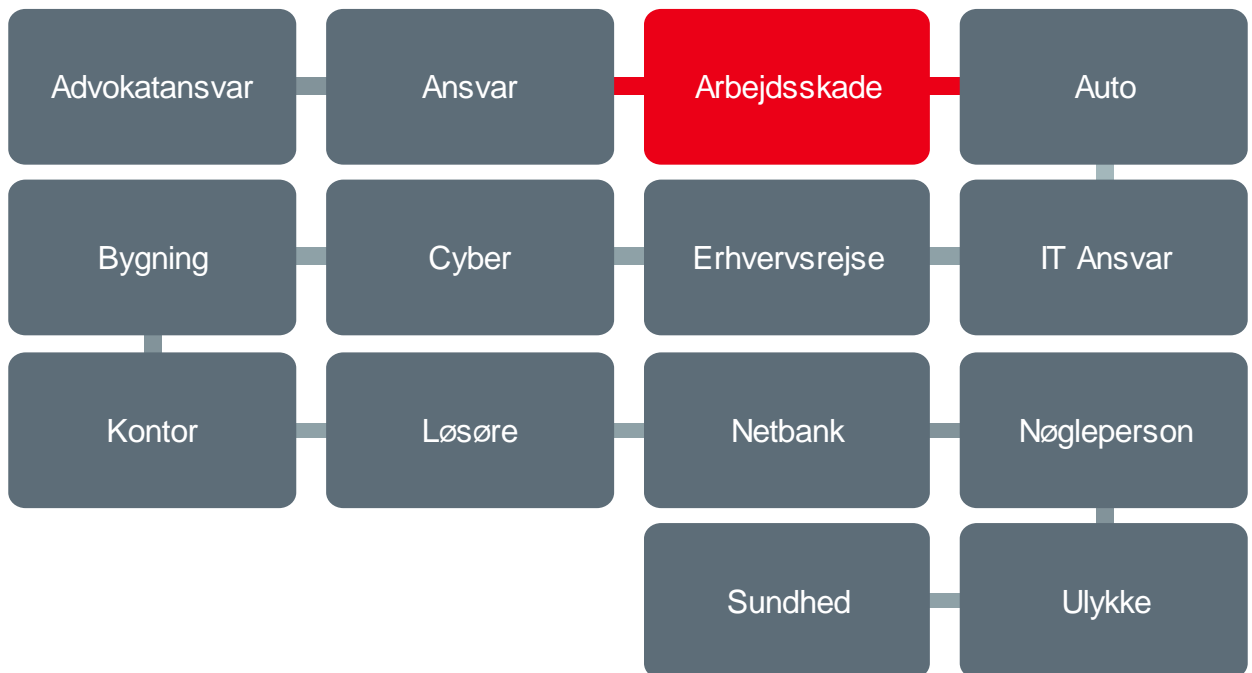 Advokatansvar
Ansvar
Arbejdsskade
Auto
Bygning
Cyber
Erhvervsrejse
IT Ansvar
Kontor
Løsøre
Netbank
Nøgleperson
Sundhed
Ulykke